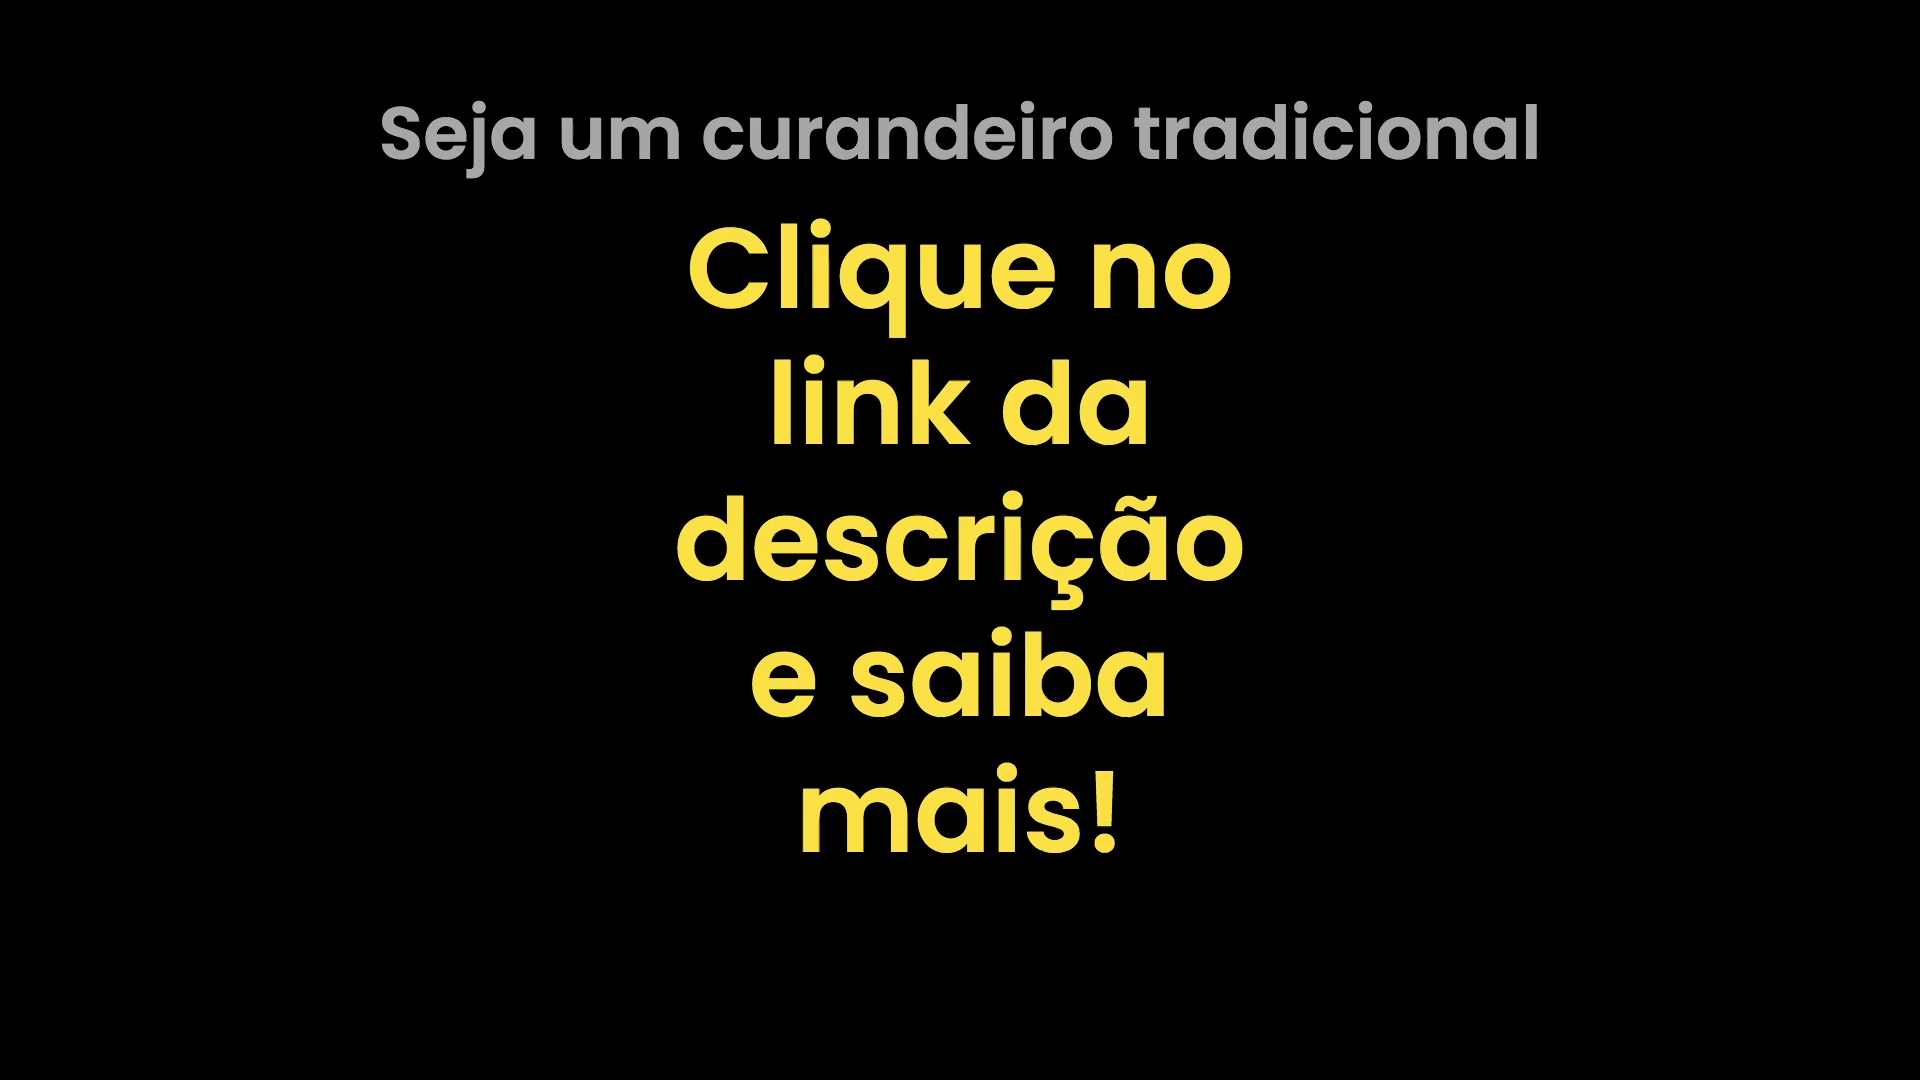 Seja um curandeiro tradicional
Clique no
link da
descrição
e saiba
mais!